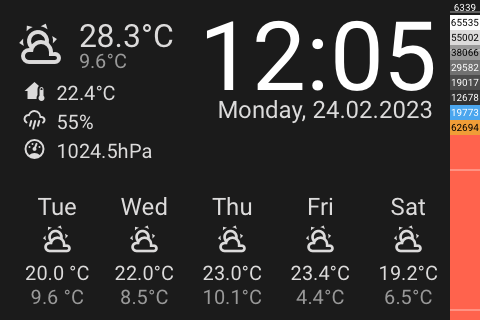 28.3°C
9.6°C
12:05
Monday, 24.02.2023
22.4°C
55%
1024.5hPa
Tue Wed Thu Fri Sat
20.0 °C 22.0°C 23.0°C 23.4°C 19.2°C
9.6 °C 8.5°C 10.1°C 4.4°C 6.5°C
6339
65535
55002
38066
29582
19017
12678
19773
62694